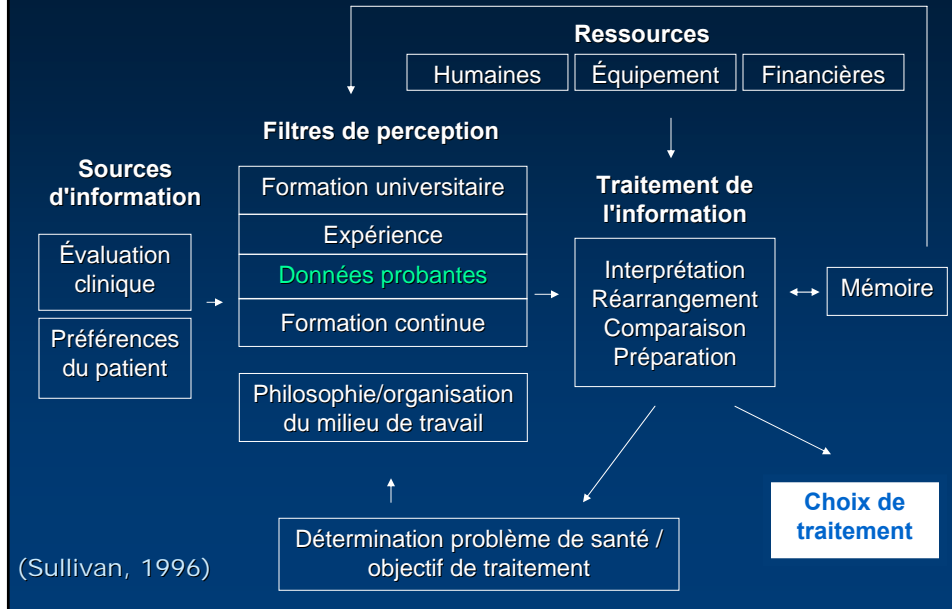 Ressources
Humaines
Équipement
Financières
Filtres de perception
Sources
d'information
Formation universitaire
Traitement de
l'information
Expérience
Évaluation
clinique
Données probantes
Interprétation
Réarrangement
Comparaison
Préparation
Mémoire
Formation continue
Préférences
du patient
Philosophie/organisation
du milieu de travail
Choix de
traitement
Détermination problème de santé /
objectif de traitement
(Sullivan, 1996)